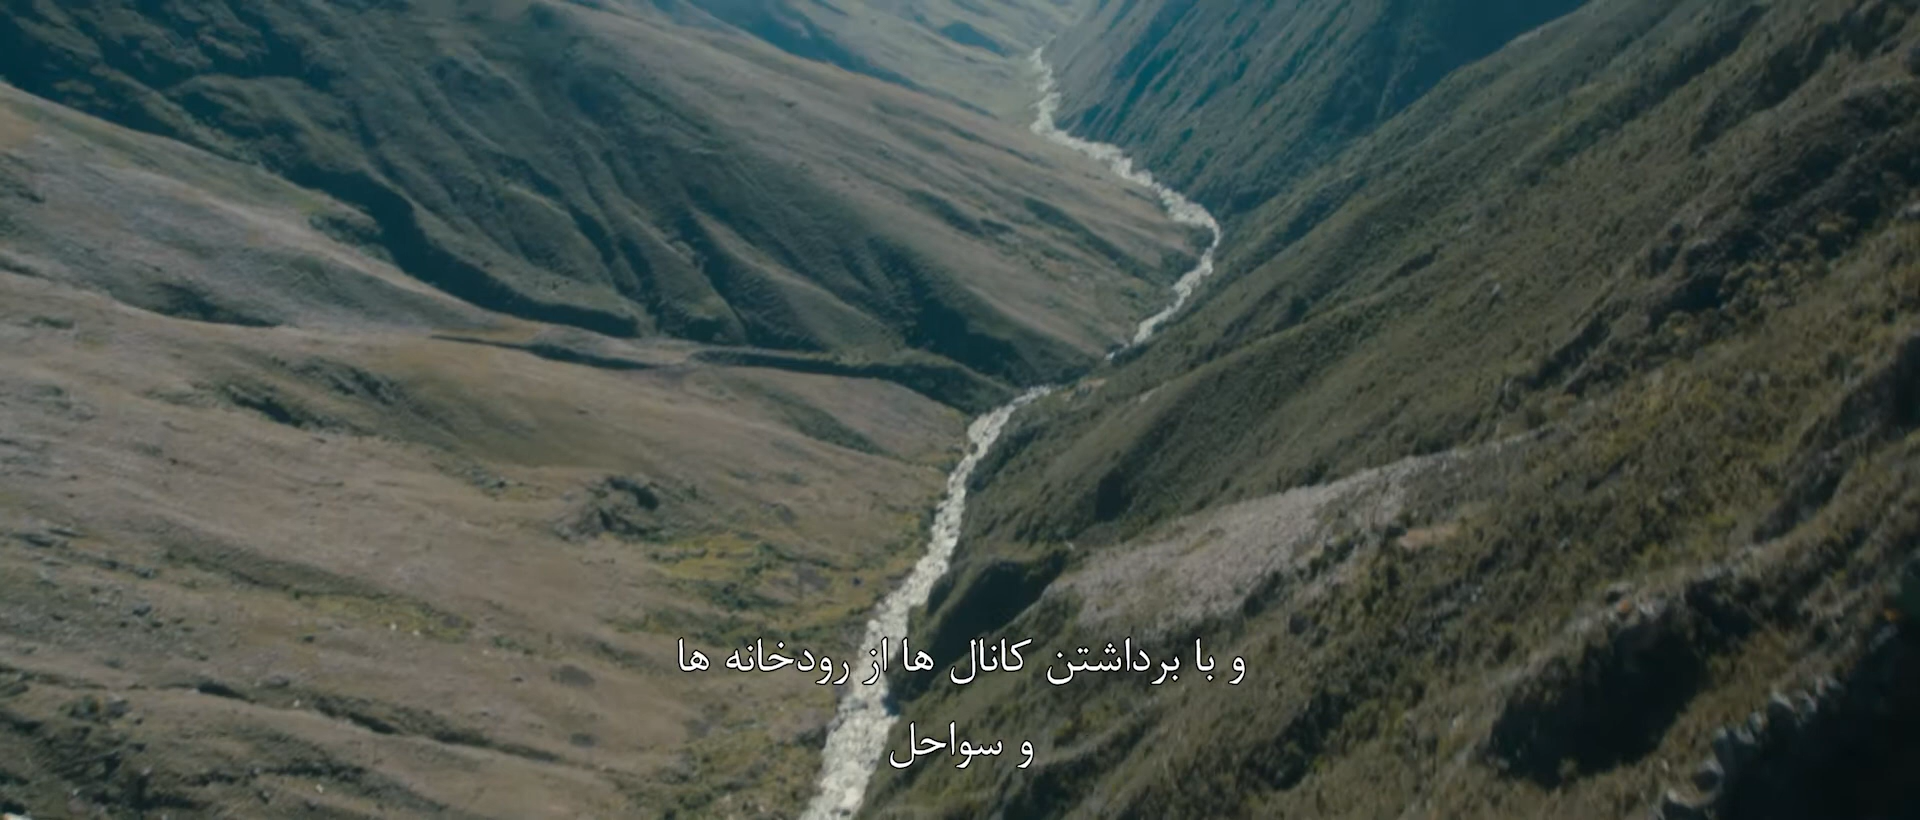 و با برداشتن کانال ها از رودخانه ها
و سواحل